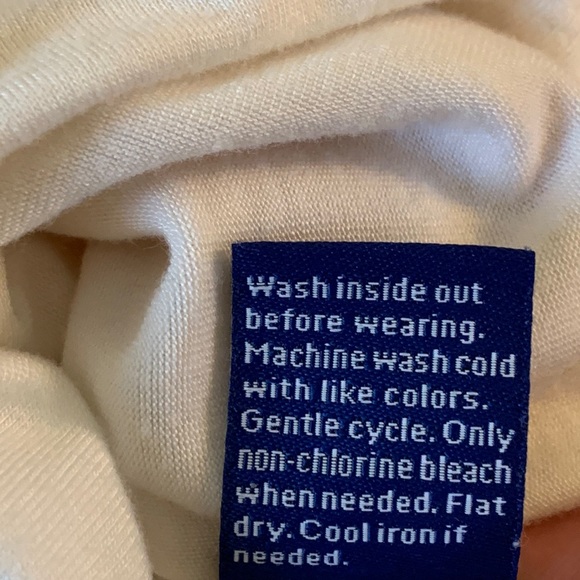 Wash inside out
before wearing.
Machine wash cold
with like colors.
Gentle cycle. Only
non-chlorine bleach
when needed. Flat
dry. Cool iron if
needed.